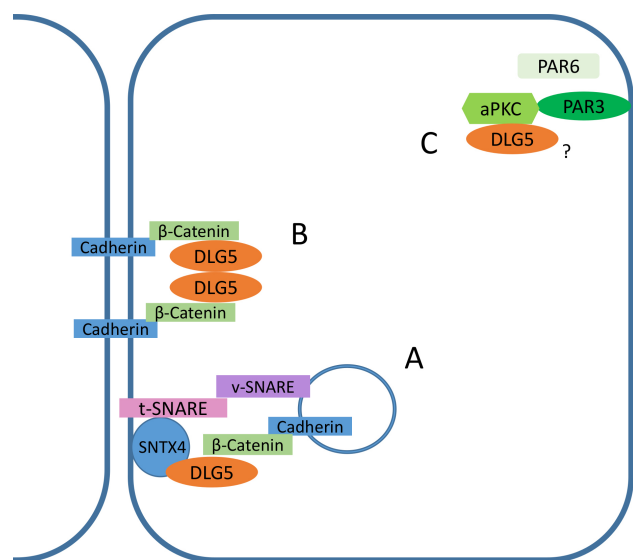 PAR6
aPKC
PAR3
DLG5
?
C
β-Catenin
B
Cadherin
DLG5
DLG5
β-Catenin
Cadherin
A
v-SNARE
t-SNARE
Cadherin
β-Catenin
SNTX4
DLG5